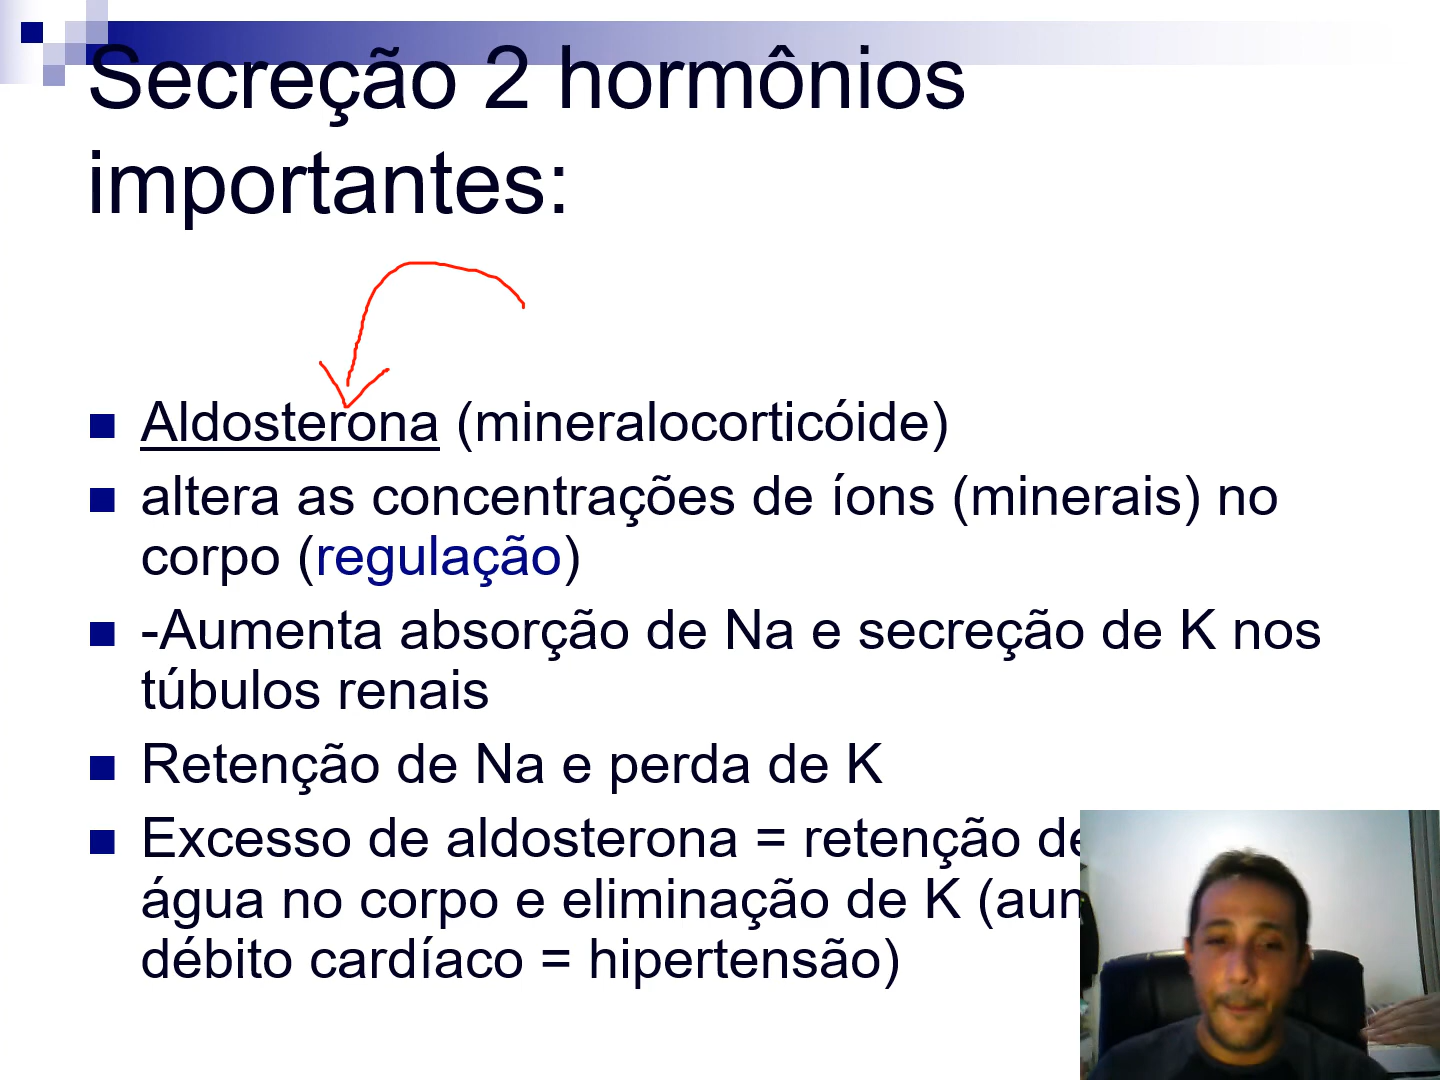 Secreção 2 hormônios
importantes:
Aldosterona (mineralocorticóide)
altera as concentrações de íons (minerais) no
corpo (regulação)
-Aumenta absorção de Na e secreção de K nos
túbulos renais
Retenção de Na e perda de K
Excesso de aldosterona = retenção
água no corpo e eliminação de K
débito cardíaco = hipertensão)